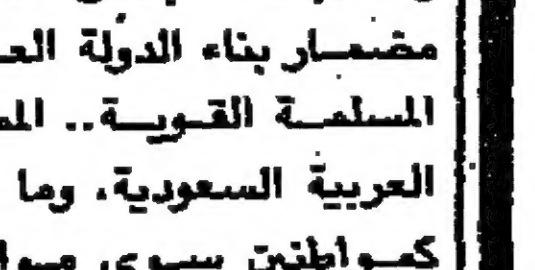 مضمار بناء الدولة
المسلمة القوية..
العربية السعودية، وما
كمواطنين سوى